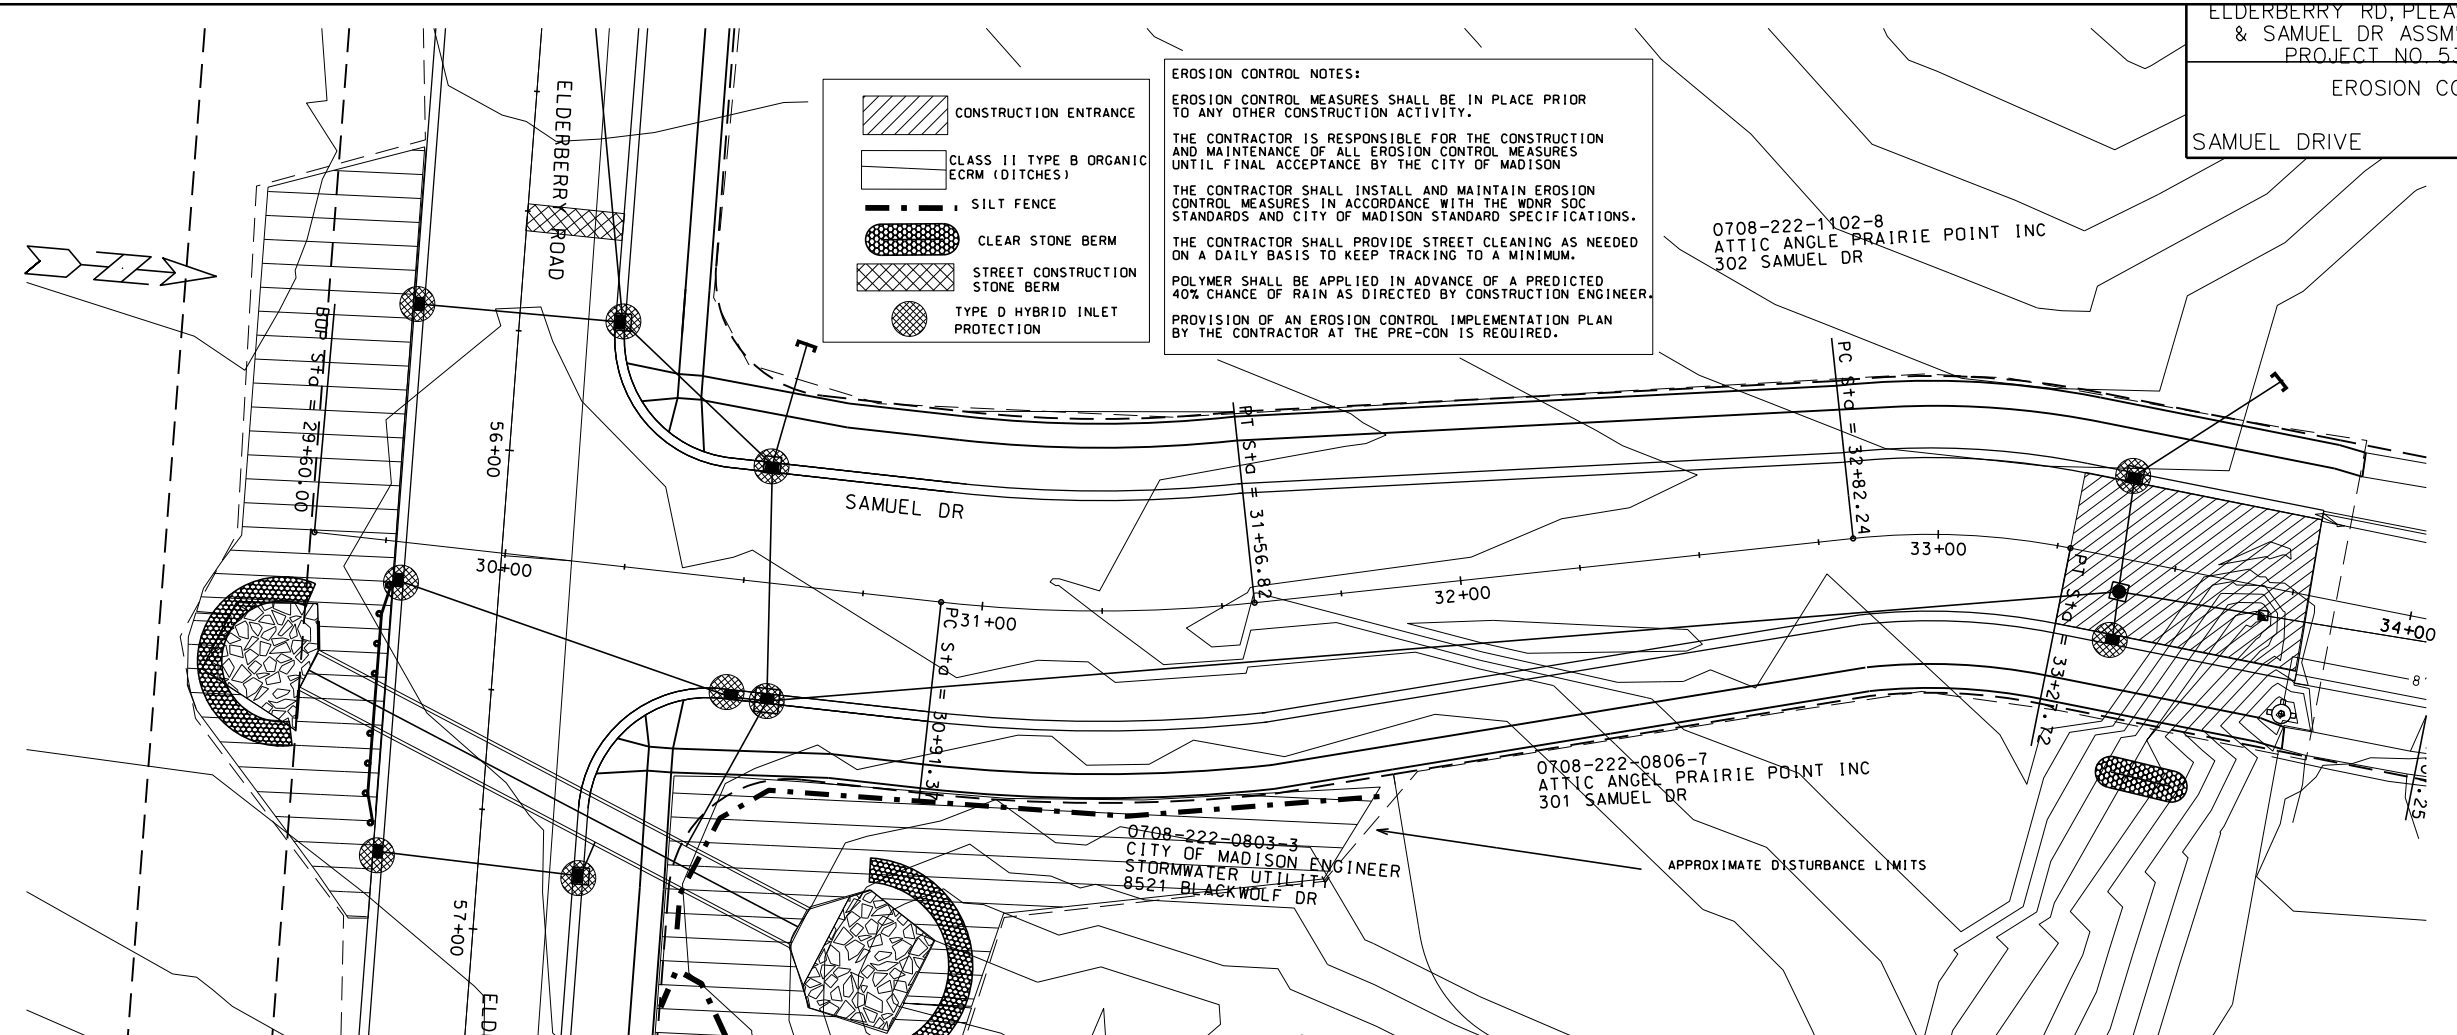 ELDERBERRY RD, PLEA
& SAMUEL DR ASSM'
PROJECT NO. 53
EROSION CO
SAMUEL DRIVE
CONSTRUCTION ENTRANCE
CLASS II TYPE B ORGANIC
ECRM (DITCHES)
SILT FENCE
CLEAR STONE BERM
STREET CONSTRUCTION
STONE BERM
TYPE D HYBRID INLET
PROTECTION
EROSION CONTROL NOTES:
EROSION CONTROL MEASURES SHALL BE IN PLACE PRIOR
TO ANY OTHER CONSTRUCTION ACTIVITY.
THE CONTRACTOR IS RESPONSIBLE FOR THE CONSTRUCTION
AND MAINTENANCE OF ALL EROSION CONTROL MEASURES
UNTIL FINAL ACCEPTANCE BY THE CITY OF MADISON
THE CONTRACTOR SHALL INSTALL AND MAINTAIN EROSION
CONTROL MEASURES IN ACCORDANCE WITH THE WDNR SOC
STANDARDS AND CITY OF MADISON STANDARD SPECIFICATIONS.
THE CONTRACTOR SHALL PROVIDE STREET CLEANING AS NEEDED
ON A DAILY BASIS TO KEEP TRACKING TO A MINIMUM.
POLYMER SHALL BE APPLIED IN ADVANCE OF A PREDICTED
40% CHANCE OF RAIN AS DIRECTED BY CONSTRUCTION ENGINEER.
PROVISION OF AN EROSION CONTROL IMPLEMENTATION PLAN
BY THE CONTRACTOR AT THE PRE-CON IS REQUIRED.
0708-222-1102-8
ATTIC ANGLE PRAIRIE POINT INC
302 SAMUEL DR
ELDERBERRY ROAD
BOP Sta = 29+60.00
56+00
SAMUEL DR
PT Sta = 31+56.82
PC Sta = 32+82.24
30+00
31+00
32+00
33+00
34+00
PC Sta = 30+91.37
PT Sta = 33+27.72
8
.25
0708-222-0806-7
ATTIC ANGEL PRAIRIE POINT INC
301 SAMUEL DR
0708-222-0803-3
CITY OF MADISON ENGINEER
STORMWATER UTILITY
8521 BLACKWOLF DR
APPROXIMATE DISTURBANCE LIMITS
57+00
ELD